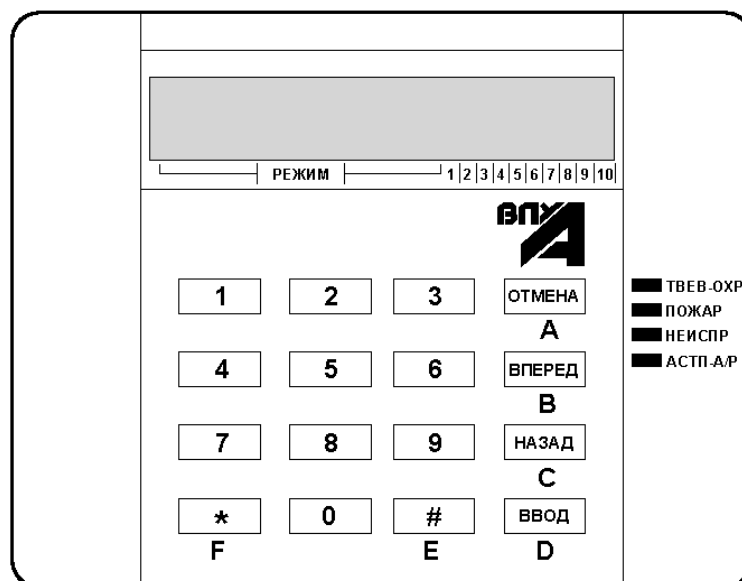 РЕЖИМ 1 2 3 4 5 6 7 8 9 10
ВПУ А
1 2 3 ОТМЕНА
A
ТВЕВ-ОХР
ПОЖАР
НЕИСПР
АСТП-А/Р
4 5 6 ВПЕРЕД
B
7 8 9 НАЗАД
C
* 0 # ВВОД
F E D